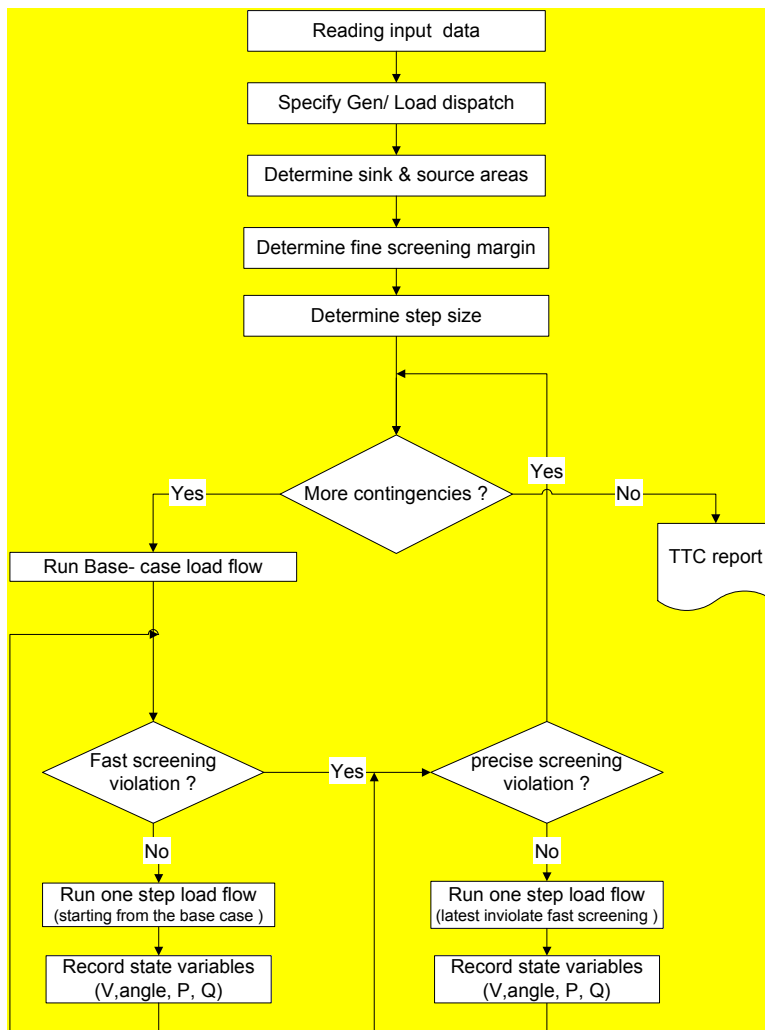 Reading input data
Specify Gen/ Load dispatch
Determine sink & source areas
Determine fine screening margin
Determine step size
More contingencies ?
Yes
Yes
No
Run Base- case load flow
TTC report
Fast screening
violation ?
Yes
precise screening
violation ?
No
No
Run one step load flow
(starting from the base case )
Run one step load flow
(latest inviolate fast screening )
Record state variables
(V,angle, P, Q)
Record state variables
(V,angle, P, Q)